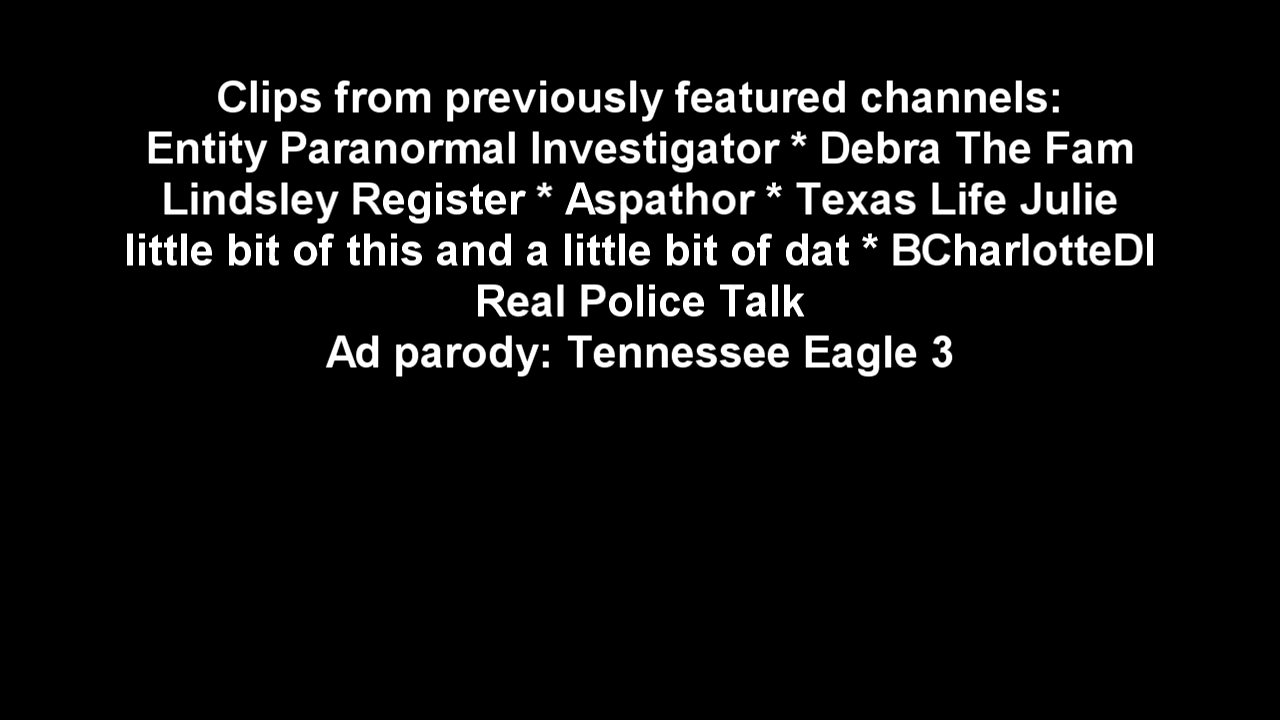 Clips from previously featured channels:
Entity Paranormal Investigator * Debra The Fam
Lindsley Register * Aspathor * Texas Life Julie
little bit of this and a little bit of dat * BCharlotteDl
Real Police Talk
Ad parody: Tennessee Eagle 3